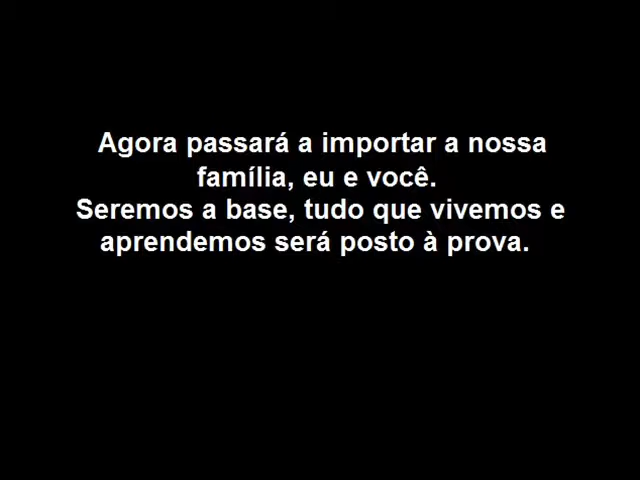 Agora passará a importar a nossa
família, eu e você.
Seremos a base, tudo que vivemos e
aprendemos será posto à prova.